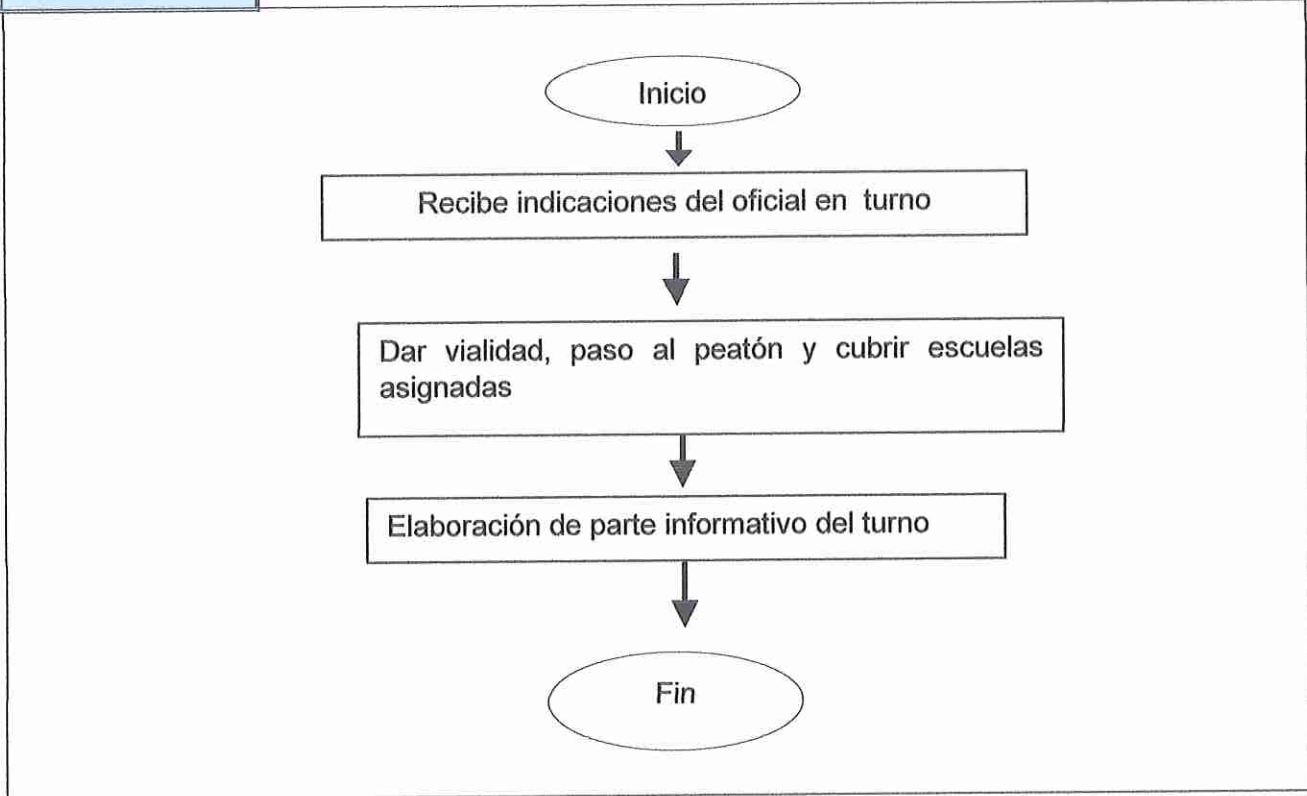 Inicio
Recibe indicaciones del oficial en turno
Dar vialidad, paso al peatón y cubrir escuelas
asignadas
Elaboración de parte informativo del turno
Fin